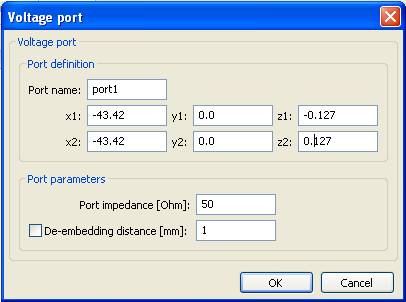 Voltage port
Voltage port
Port definition
Port name: port1
x1: -43.42 y1: 0.0 z1: -0.127
x2: -43.42 y2: 0.0 z2: 0.127
Port parameters
Port impedance [Ohm]: 50
De-embedding distance [mm]: 1
OK Cancel